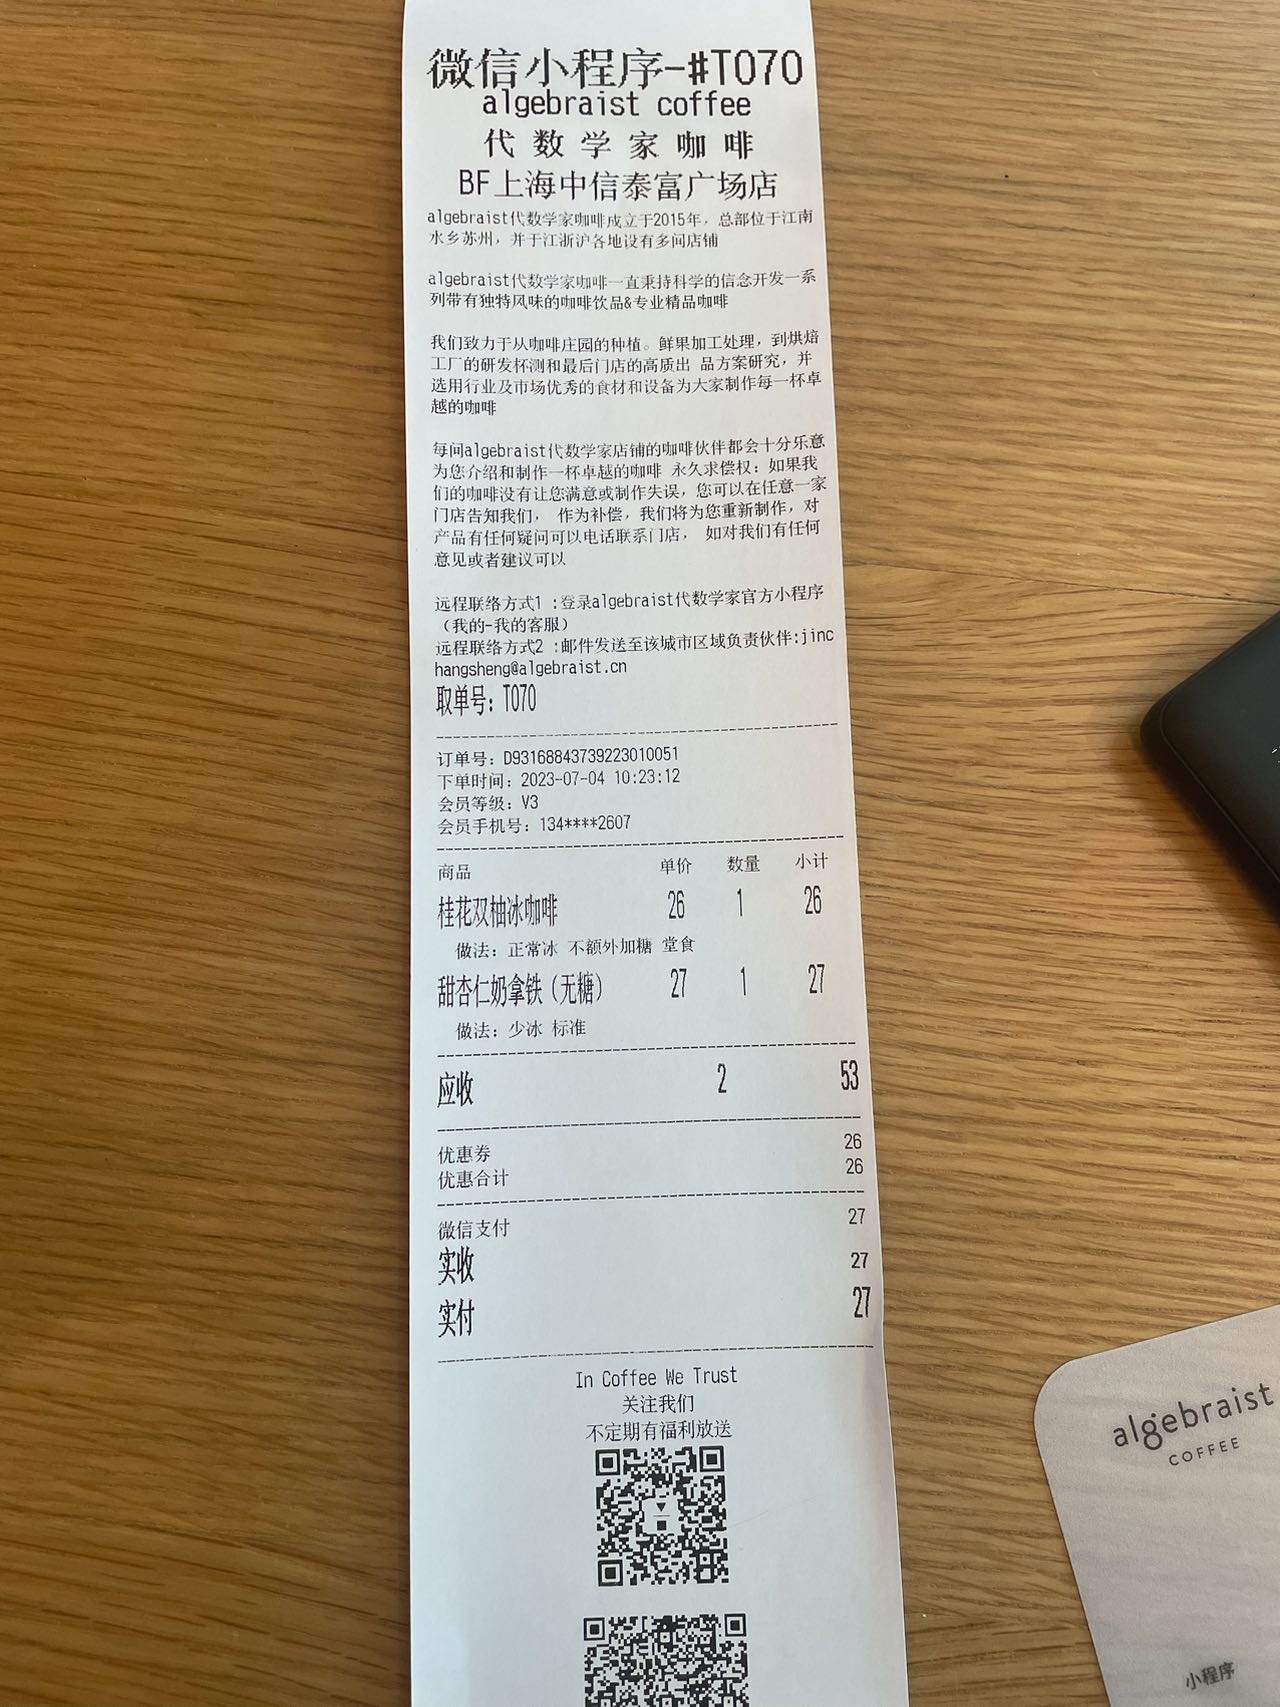 微信小程序-#T070
algebraist coffee
代数学家咖啡
BF上海中信泰富广场店
algebraist代数学家咖啡成立于2015年，总部位于江南
水乡苏州，并于江浙沪各地设有多间店铺
algebraist代数学家咖啡一直秉持科学的信念开发一系
列带有独特风味的咖啡饮品&专业精品咖啡
我们致力于从咖啡庄园的种植。鲜果加工处理，到烘焙
工厂的研发杯测和最后门店的高质出 品方案研究，并
选用行业及市场优秀的食材和设备为大家制作每一杯卓
越的咖啡
每间algebraist代数学家店铺的咖啡伙伴都会十分乐意
为您介绍和制作一杯卓越的咖啡 永久求偿权：如果我
们的咖啡没有让您满意或制作失误，您可以在任意一家
门店告知我们， 作为补偿，我们将为您重新制作，对
产品有任何疑问可以电话联系门店， 如对我们有任何
意见或者建议可以
远程联络方式1 :登录algebraist代数学家官方小程序
（我的-我的客服）
远程联络方式2 :邮件发送至该城市区域负责伙伴:jinc
hangsheng@algebraist.cn
取单号：T070
订单号：D93168843739223010051
下单时间：2023-07-04 10:23:12
会员等级：V3
会员手机号：134****2607
商品 单价 数量 小计
桂花双柚冰咖啡 26 1 26
做法：正常冰 不额外加糖 堂食
甜杏仁奶拿铁（无糖） 27 1 27
做法：少冰 标准
应收 2 53
优惠券 26
优惠合计 26
微信支付 27
实收 27
实付 27
In Coffee We Trust
关注我们
不定期有福利放送
algebraist
COFFEE
小程序